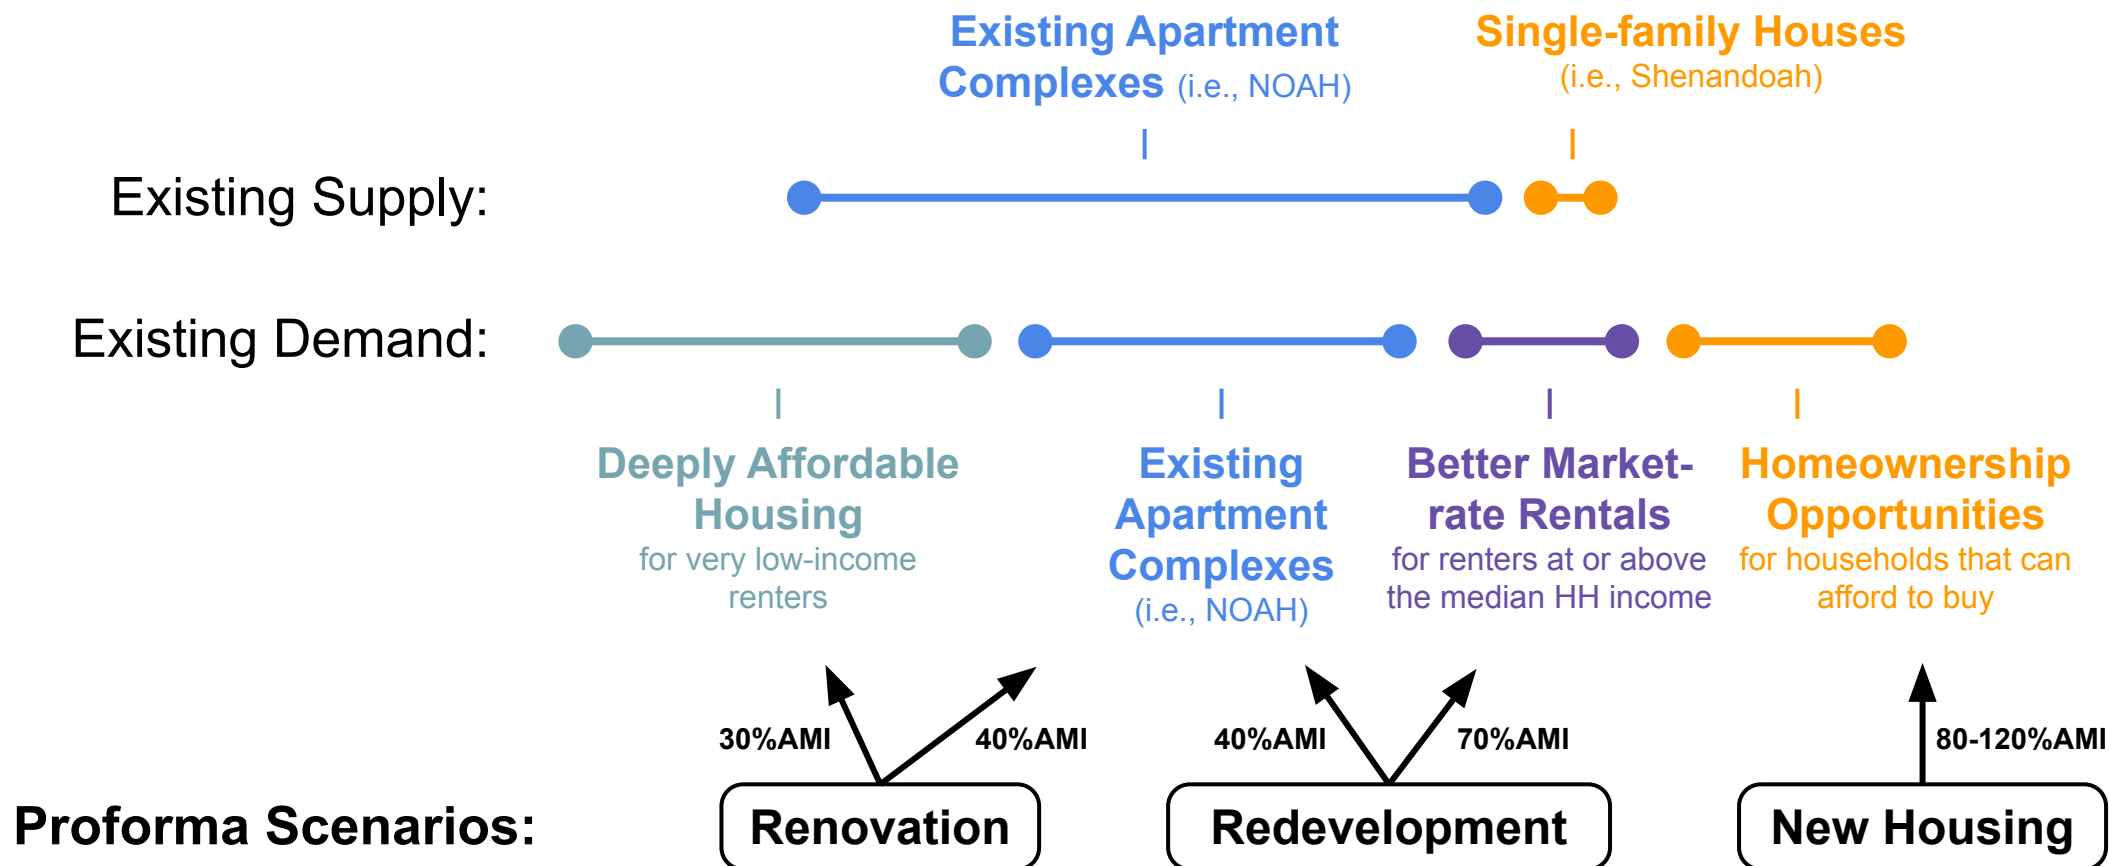 Existing Apartment
Complexes (i.e., NOAH)
Single-family Houses
(i.e., Shenandoah)
Existing Supply:
Existing Demand:
Deeply Affordable
Housing
for very low-income
renters
Existing
Apartment
Complexes
(i.e., NOAH)
Better Market-
rate Rentals
for renters at or above
the median HH income
Homeownership
Opportunities
for households that can
afford to buy
30%AMI
40%AMI
40%AMI
70%AMI
80-120%AMI
Proforma Scenarios:
Renovation
Redevelopment
New Housing